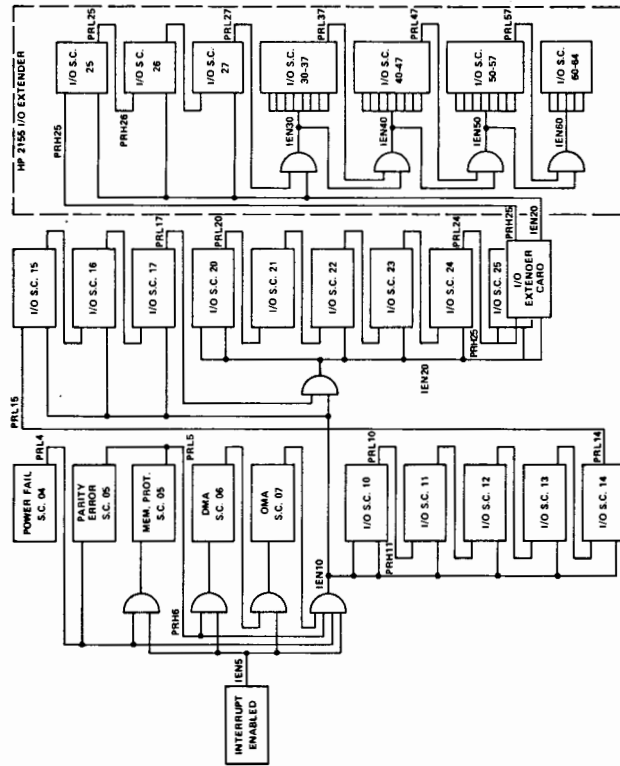 INTERRUPT
ENABLED
IEN5
POWER FAIL
S.C. 04
PRL4
PARITY
ERROR
S.C. 05
MEM. PROT.
S.C. 05
PRL5
PRH6
DMA
S.C. 06
OMA
S.C. 07
IEN10
I/O S.C. 10
PRL10
PRH11
I/O S.C. 11
I/O S.C. 12
I/O S.C. 13
I/O S.C. 14
PRL14
PRL15
I/O S.C. 15
I/O S.C. 16
I/O S.C. 17
PRL17
I/O S.C. 20
PRL20
I/O S.C. 21
I/O S.C. 22
I/O S.C. 23
I/O S.C. 24
PRL24
IEN20
PRH25
I/O S.C. 25
I/O
EXTENDER
CARO
PRH25
IEN20
HP 2155 I/O EXTENDER
PRH25
I/O S.C.
25
PRL25
PRH26
I/O S.C.
26
I/O S.C.
27
PRL27
IEN30
I/O S.C.
30-37
PRL37
IEN40
I/O S.C.
40-47
PRL47
IEN50
I/O S.C.
50-57
PRL57
IEN60
I/O S.C.
60-64